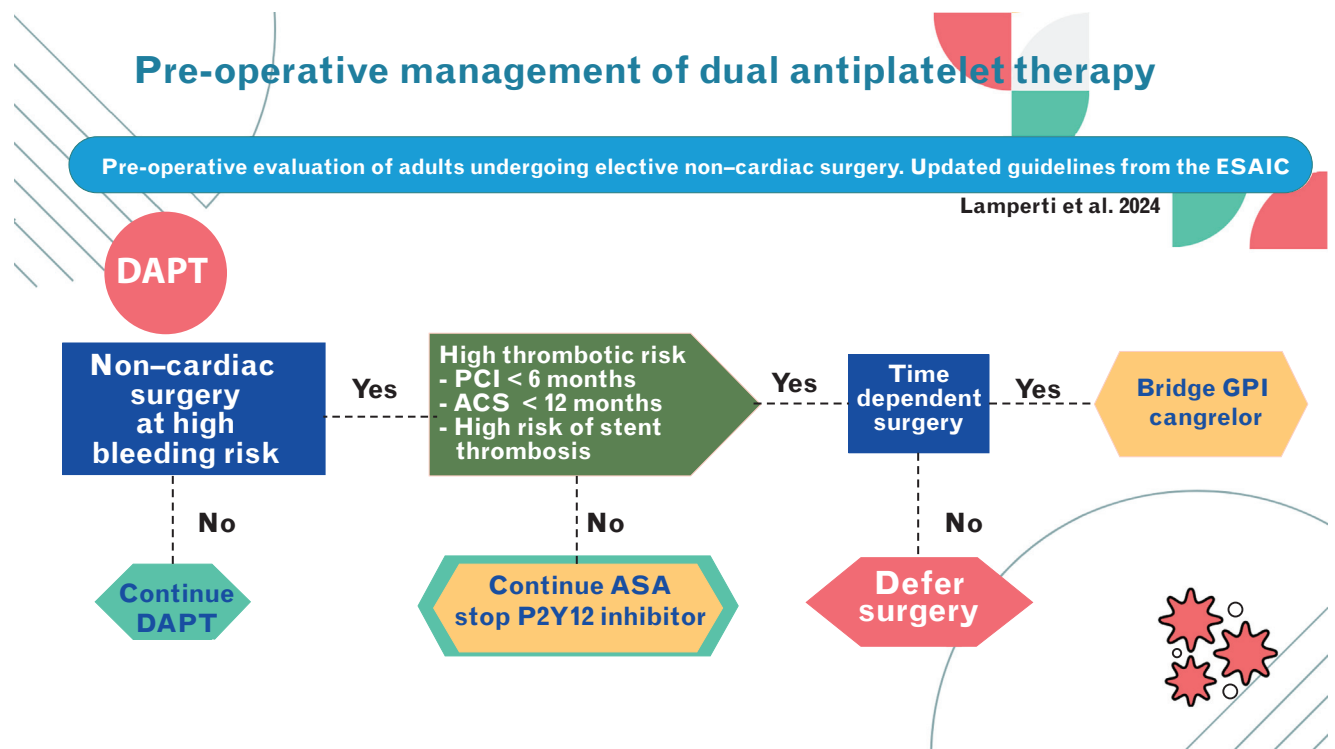 Pre-operative management of dual antiplatelet therapy
Pre-operative evaluation of adults undergoing elective non–cardiac surgery. Updated guidelines from the ESAIC
Lamperti et al. 2024
DAPT
Non–cardiac
surgery
at high
bleeding risk
Yes
High thrombotic risk
- PCI < 6 months
- ACS < 12 months
- High risk of stent
thrombosis
Yes
Time
dependent
surgery
Yes
Bridge GPI
cangrelor
No
No
No
Continue
DAPT
Continue ASA
stop P2Y12 inhibitor
Defer
surgery